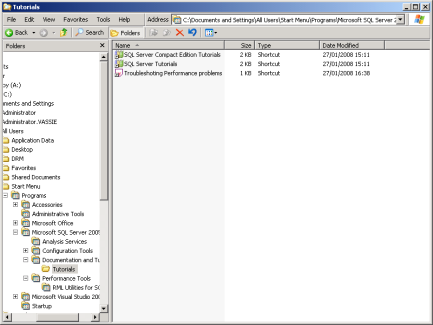 Tutorials
File Edit View Favorites Tools Help Address C:\Documents and Settings\All Users\Start Menu\Programs\Microsoft SQL Server 2
Back Search Folders
Folders
Name Size Type Date Modified
SQL Server Compact Edition Tutorials 2 KB Shortcut 27/01/2008 15:11
SQL Server Tutorials 2 KB Shortcut 27/01/2008 15:11
Troubleshoting Performance problems 1 KB Shortcut 27/01/2008 16:38
ts
r
py (A:)
C:)
ments and Settings
Administrator
Administrator.VASSIE
All Users
Application Data
Desktop
DRM
Favorites
Shared Documents
Start Menu
Programs
Accessories
Administrative Tools
Microsoft Office
Microsoft SQL Server 2005
Analysis Services
Configuration Tools
Documentation and Tu
Tutorials
Performance Tools
RML Utilities for SQ
Microsoft Visual Studio 200
Startup